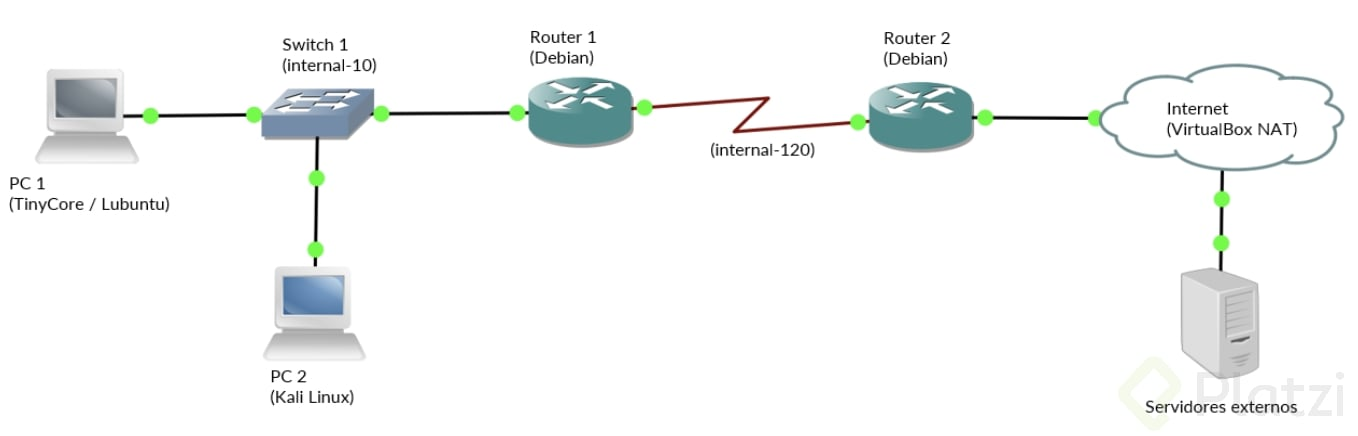 Switch 1
(internal-10)
Router 1
(Debian)
Router 2
(Debian)
Internet
(VirtualBox NAT)
(internal-120)
PC 1
(TinyCore / Lubuntu)
PC 2
(Kali Linux)
Platzi
Servidores externos